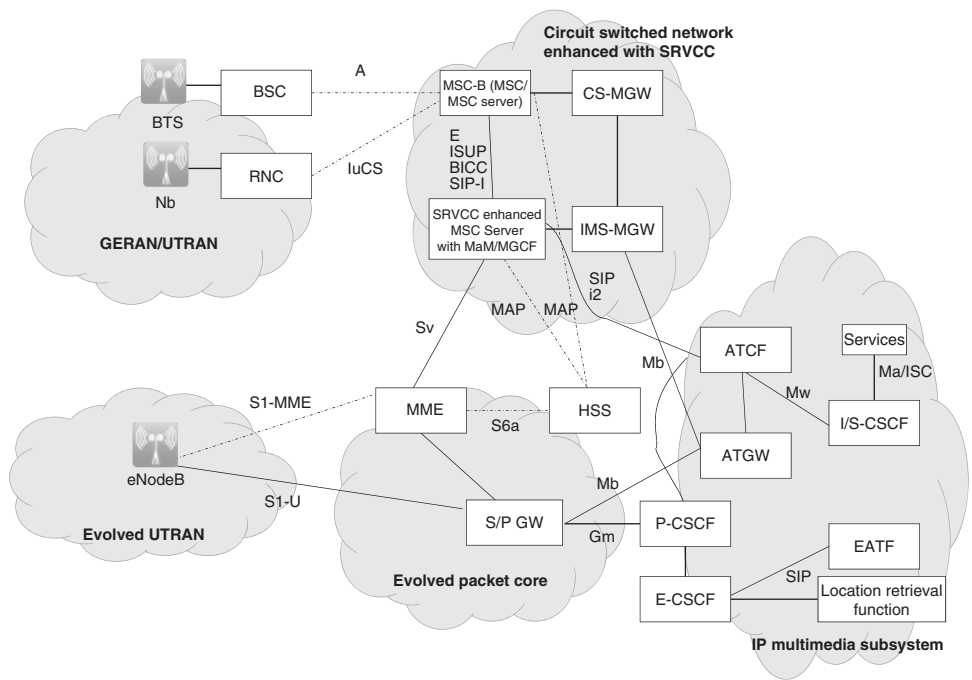 Circuit switched network
enhanced with SRVCC
BTS
BSC
A
MSC-B (MSC/
MSC server)
CS-MGW
Nb
RNC
IuCS
E
ISUP
BICC
SIP-I
GERAN/UTRAN
SRVCC enhanced
MSC Server
with MaM/MGCF
IMS-MGW
SIP
i2
MAP
MAP
Sv
Mb
ATCF
Services
Ma/ISC
Mw
I/S-CSCF
S1-MME
MME
S6a
HSS
ATGW
eNodeB
S1-U
Mb
Evolved UTRAN
S/P GW
Gm
P-CSCF
EATF
Evolved packet core
SIP
E-CSCF
Location retrieval
function
IP multimedia subsystem